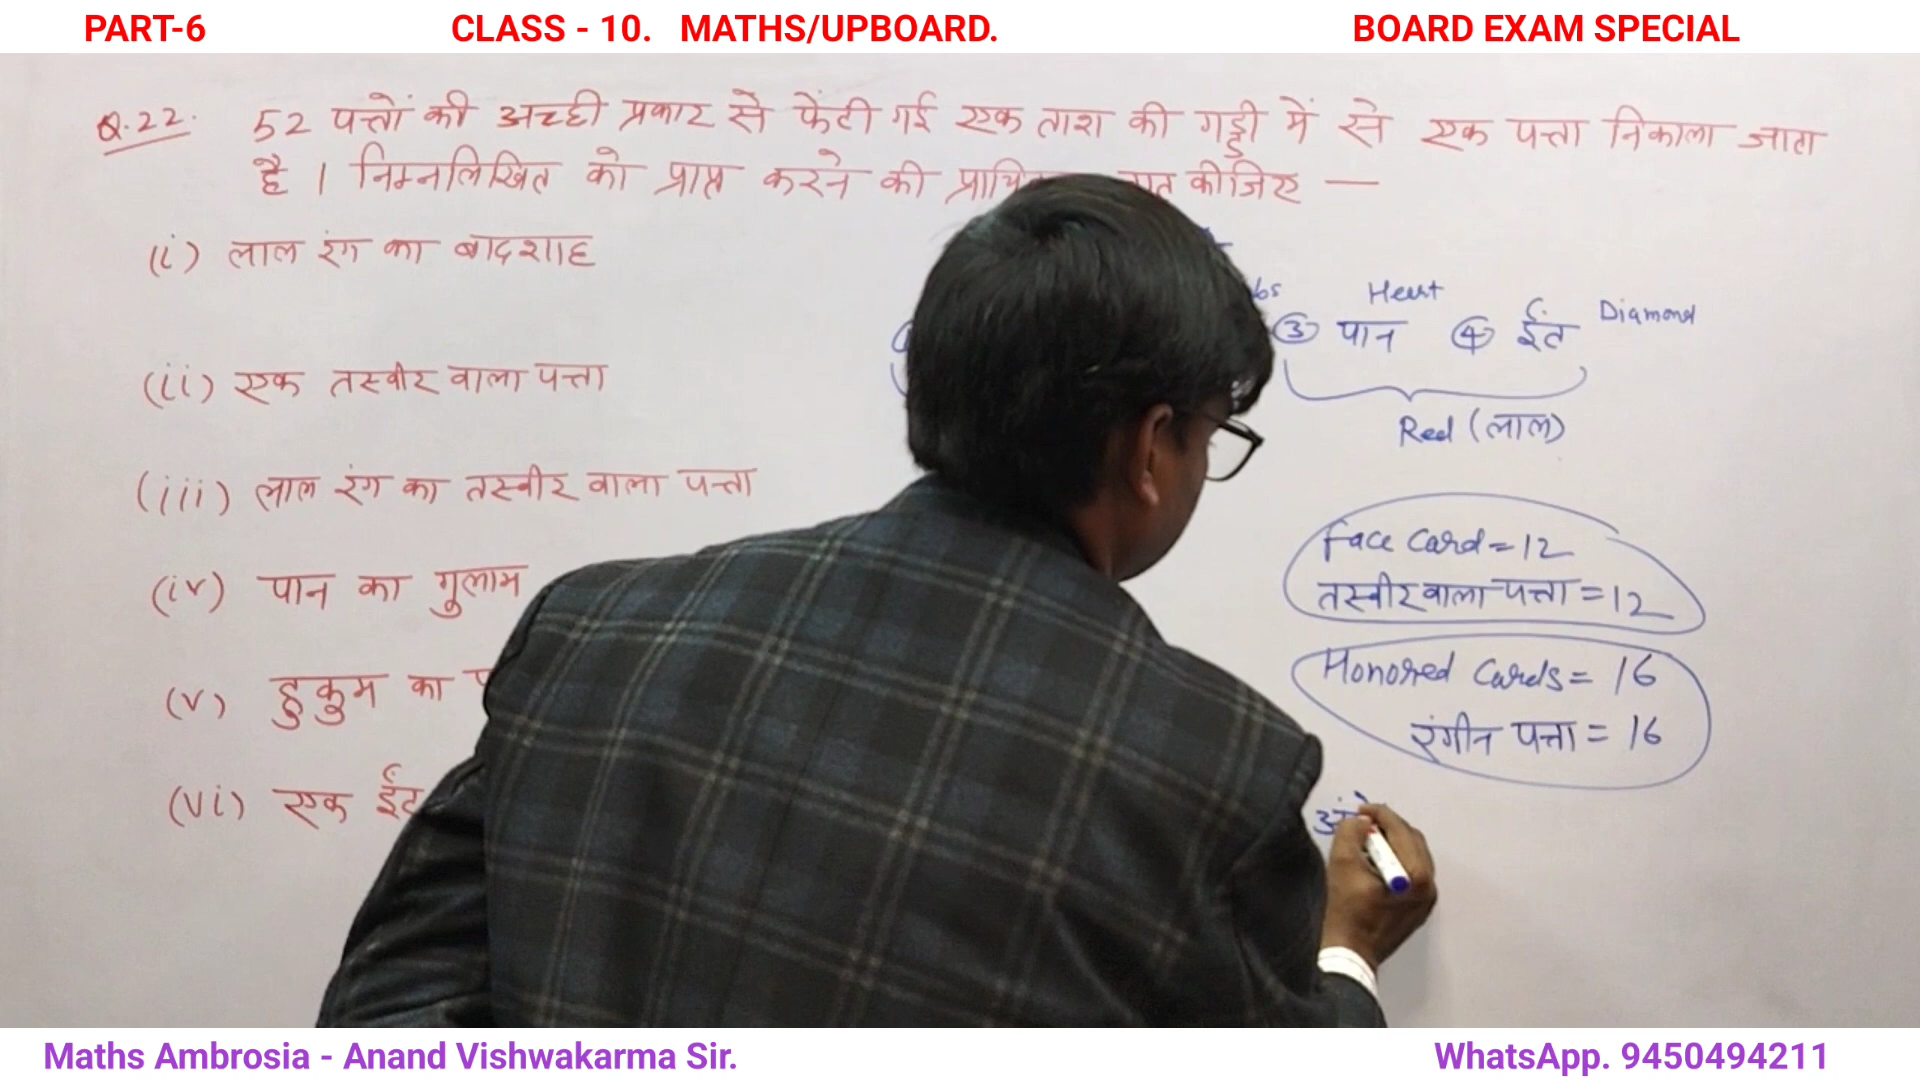 PART-6 CLASS - 10. MATHS/UPBOARD. BOARD EXAM SPECIAL
Q.22. 52 पत्तों की अच्छी प्रकार से फेंटी गई एक ताश की गड्डी में से एक पत्ता निकाला जाता
है । निम्नलिखित को प्राप्त करने की कीजिए —
(i) लाल रंग का बादशाह
Heart Diamond
③ पान ④ ईंट
(ii) एक तस्वीर वाला पत्ता
Red (लाल)
(iii) लाल रंग का तस्वीर वाला पत्ता
Face Card = 12
तस्वीर वाला पत्ता = 12
(iv) पान का गुलाम
Honored Cards = 16
(v) हुकुम का
रंगीन पत्ता = 16
(vi) एक ईंट
Maths Ambrosia - Anand Vishwakarma Sir. WhatsApp. 9450494211